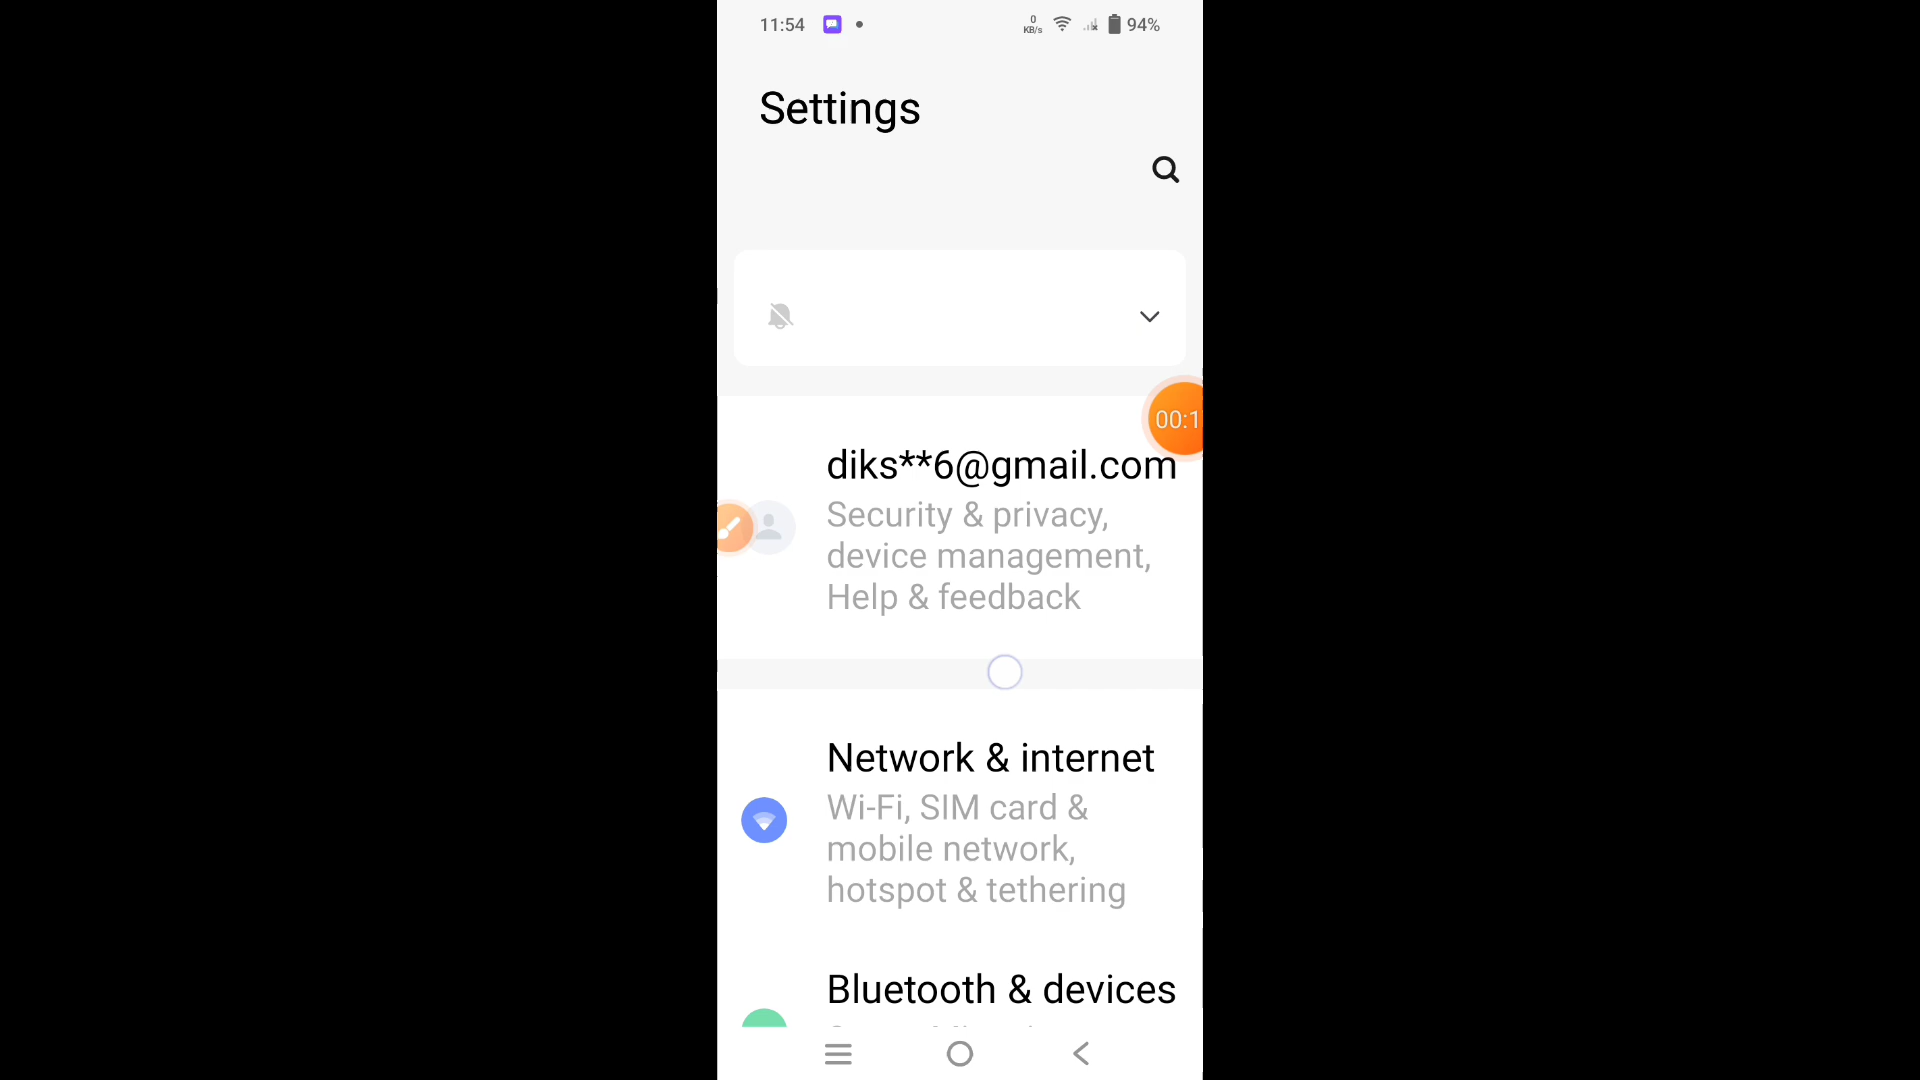 11:54
0
KB/s
94%
Settings
00:1
diks**6@gmail.com
Security & privacy,
device management,
Help & feedback
Network & internet
Wi-Fi, SIM card &
mobile network,
hotspot & tethering
Bluetooth & devices